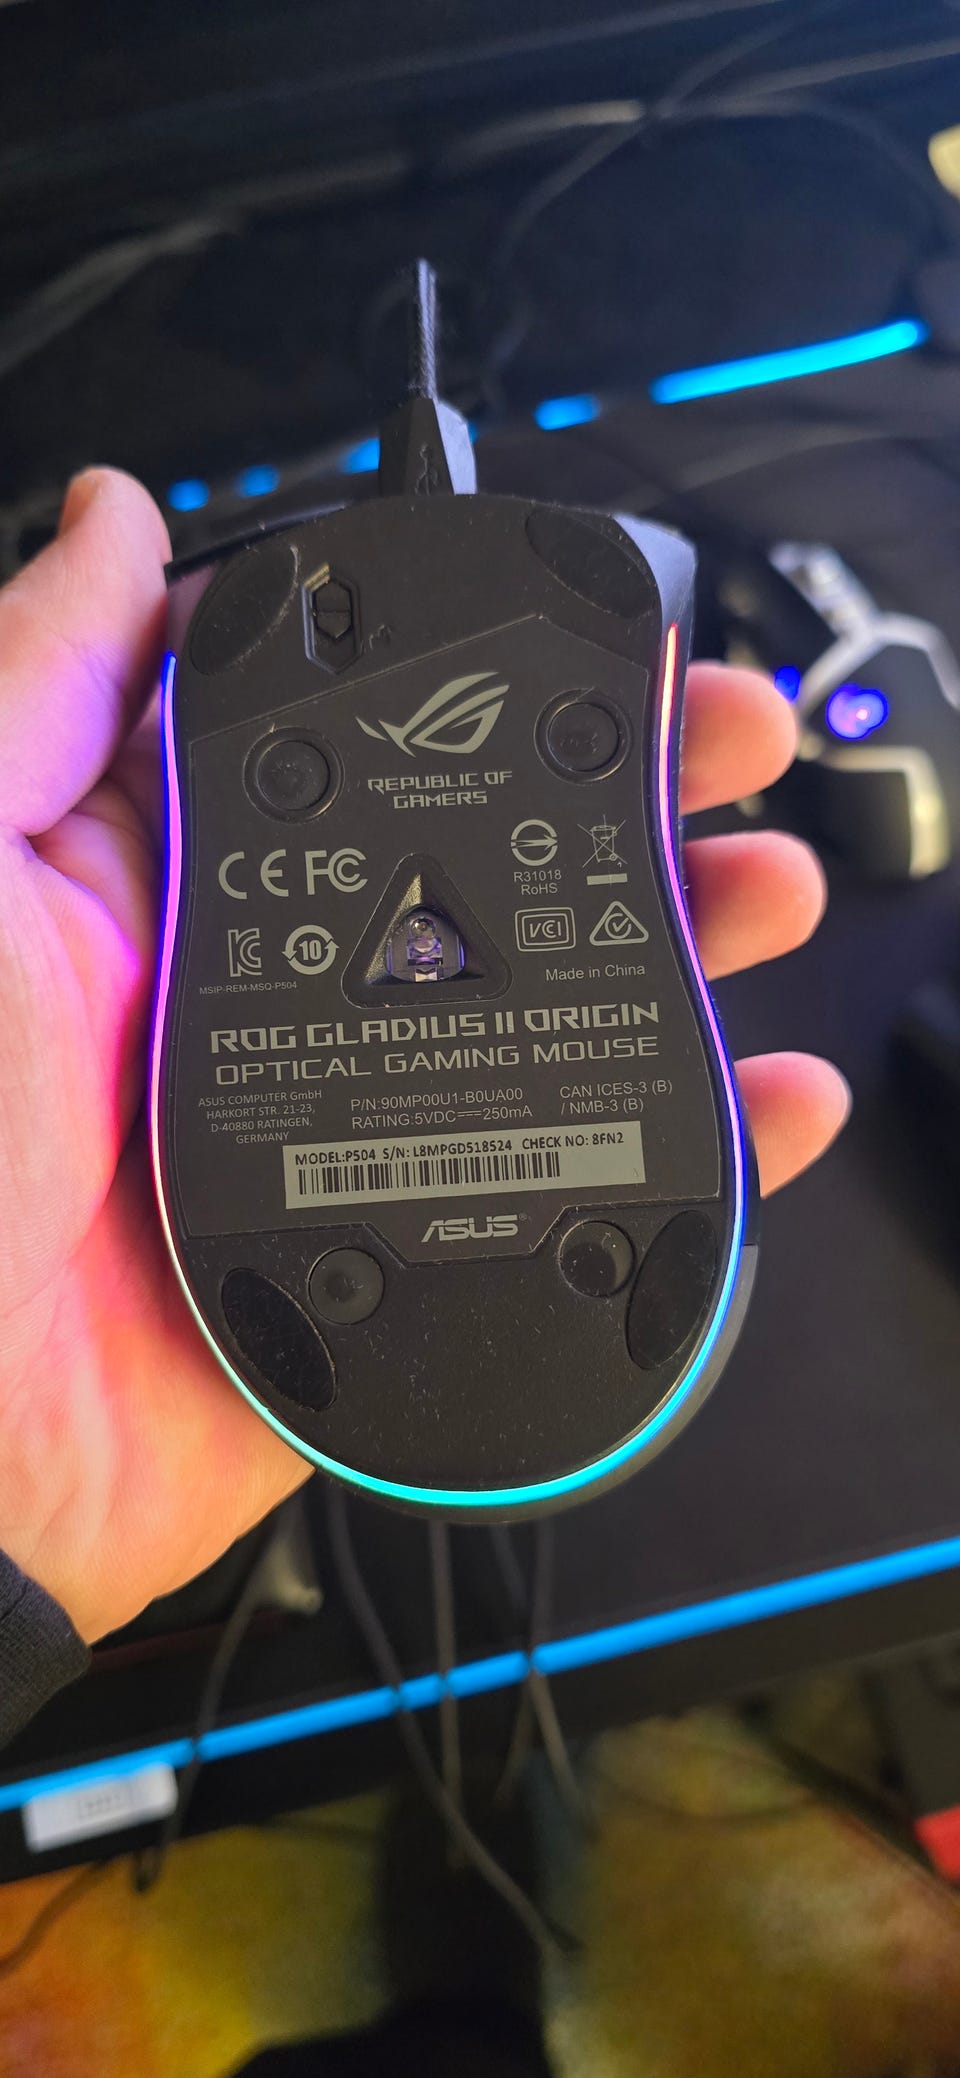 REPUBLIC OF
GAMERS
CE FC
R31018
RoHS
VCI
10
MSIP-REM-MSQ-P504
Made in China
ROG GLADIUS II ORIGIN
OPTICAL GAMING MOUSE
ASUS COMPUTER GmbH
HARKORT STR. 21-23,
D-40880 RATINGEN,
GERMANY
P/N:90MP00U1-B0UA00
RATING:5VDC⎓250mA
CAN ICES-3 (B)
/ NMB-3 (B)
MODEL:P504 S/N: L8MPGD518524 CHECK NO: 8FN2
ASUS®